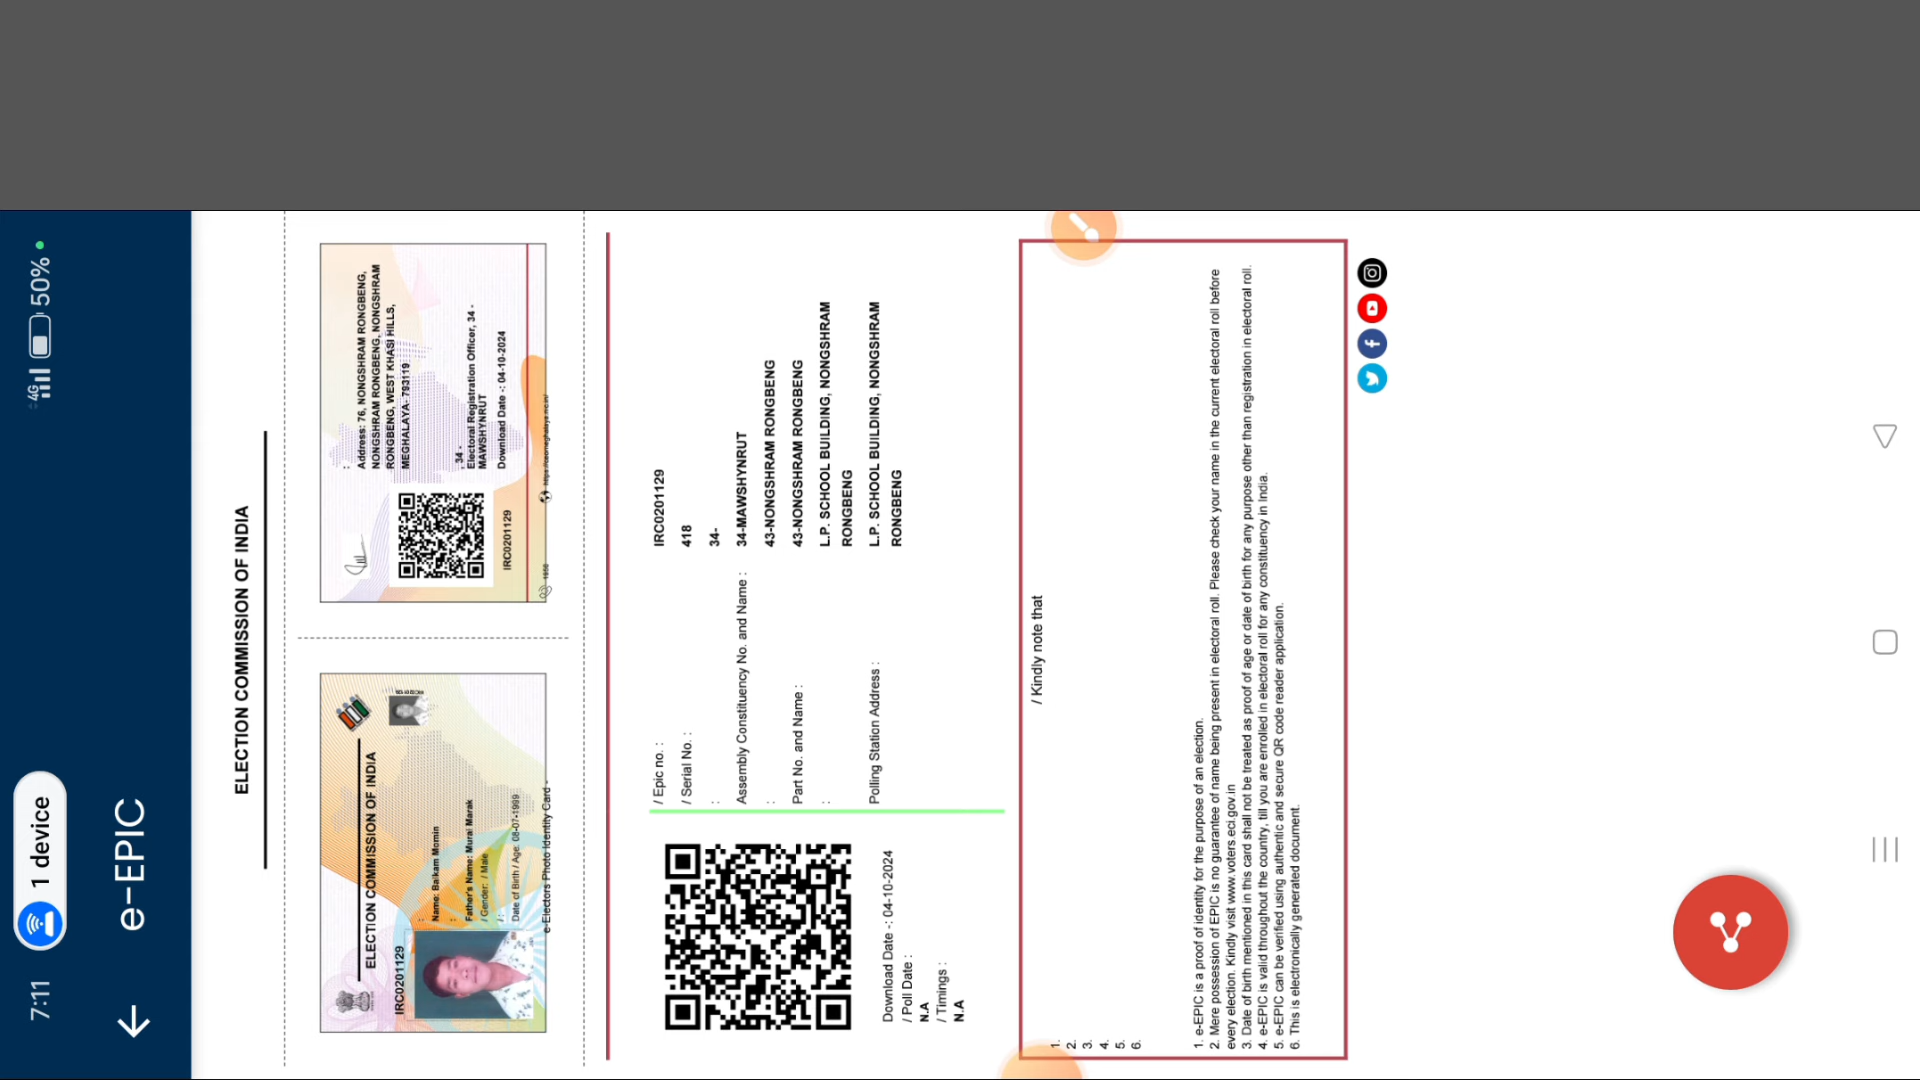 7:11
1 device
4G
50%
e-EPIC
ELECTION COMMISSION OF INDIA
ELECTION COMMISSION OF INDIA
IRC0201129
:
Name: Baikam Momin
:
Father's Name: Murai Marak
/ Gender: / Male
/ :
Date of Birth / Age: 08-07-1999
e-Electors Photo Identity Card -
:
Address: 76, NONGSHRAM RONGBENG,
NONGSHRAM RONGBENG, NONGSHRAM
RONGBENG, WEST KHASI HILLS,
MEGHALAYA- 793119
, 34 -
Electoral Registration Officer, 34 -
MAWSHYNRUT
Download Date -: 04-10-2024
IRC0201129
1950
Download Date -: 04-10-2024
/ Poll Date :
N.A
/ Timings :
N.A
/ Epic no. : IRC0201129
/ Serial No. : 418
: 34-
Assembly Constituency No. and Name : 34-MAWSHYNRUT
: 43-NONGSHRAM RONGBENG
Part No. and Name : 43-NONGSHRAM RONGBENG
: L.P. SCHOOL BUILDING, NONGSHRAM
RONGBENG
Polling Station Address : L.P. SCHOOL BUILDING, NONGSHRAM
RONGBENG
/ Kindly note that
1.
2.
3.
4.
5.
6.
1. e-EPIC is a proof of identity for the purpose of an election.
2. Mere possession of EPIC is no guarantee of name being present in electoral roll. Please check your name in the current electoral roll before
every election. Kindly visit www.voters.eci.gov.in
3. Date of birth mentioned in this card shall not be treated as proof of age or date of birth for any purpose other than registration in electoral roll.
4. e-EPIC is valid throughout the country, till you are enrolled in electoral roll for any constituency in India.
5. e-EPIC can be verified using authentic and secure QR code reader application.
6. This is electronically generated document.